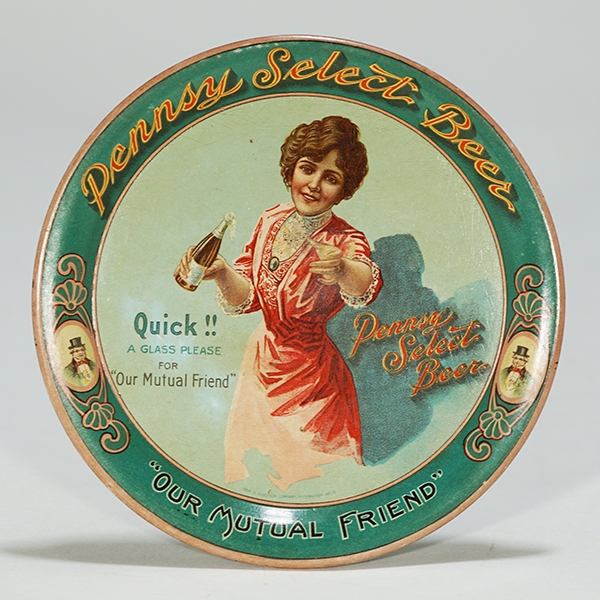 Pennsy Select Beer
Quick !!
A GLASS PLEASE
FOR
"Our Mutual Friend"
Pennsy
Select
Beer
"OUR MUTUAL FRIEND"